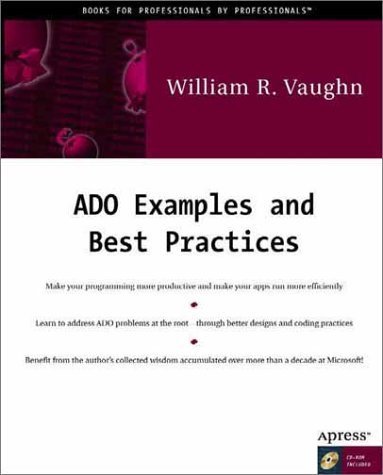 BOOKS FOR PROFESSIONALS BY PROFESSIONALS™
William R. Vaughn
ADO Examples and
Best Practices
Make your programming more productive and make your apps run more efficiently
Learn to address ADO problems at the root through better designs and coding practices
Benefit from the author's collected wisdom accumulated over more than a decade at Microsoft!
Apress™
CD-ROM
INCLUDED